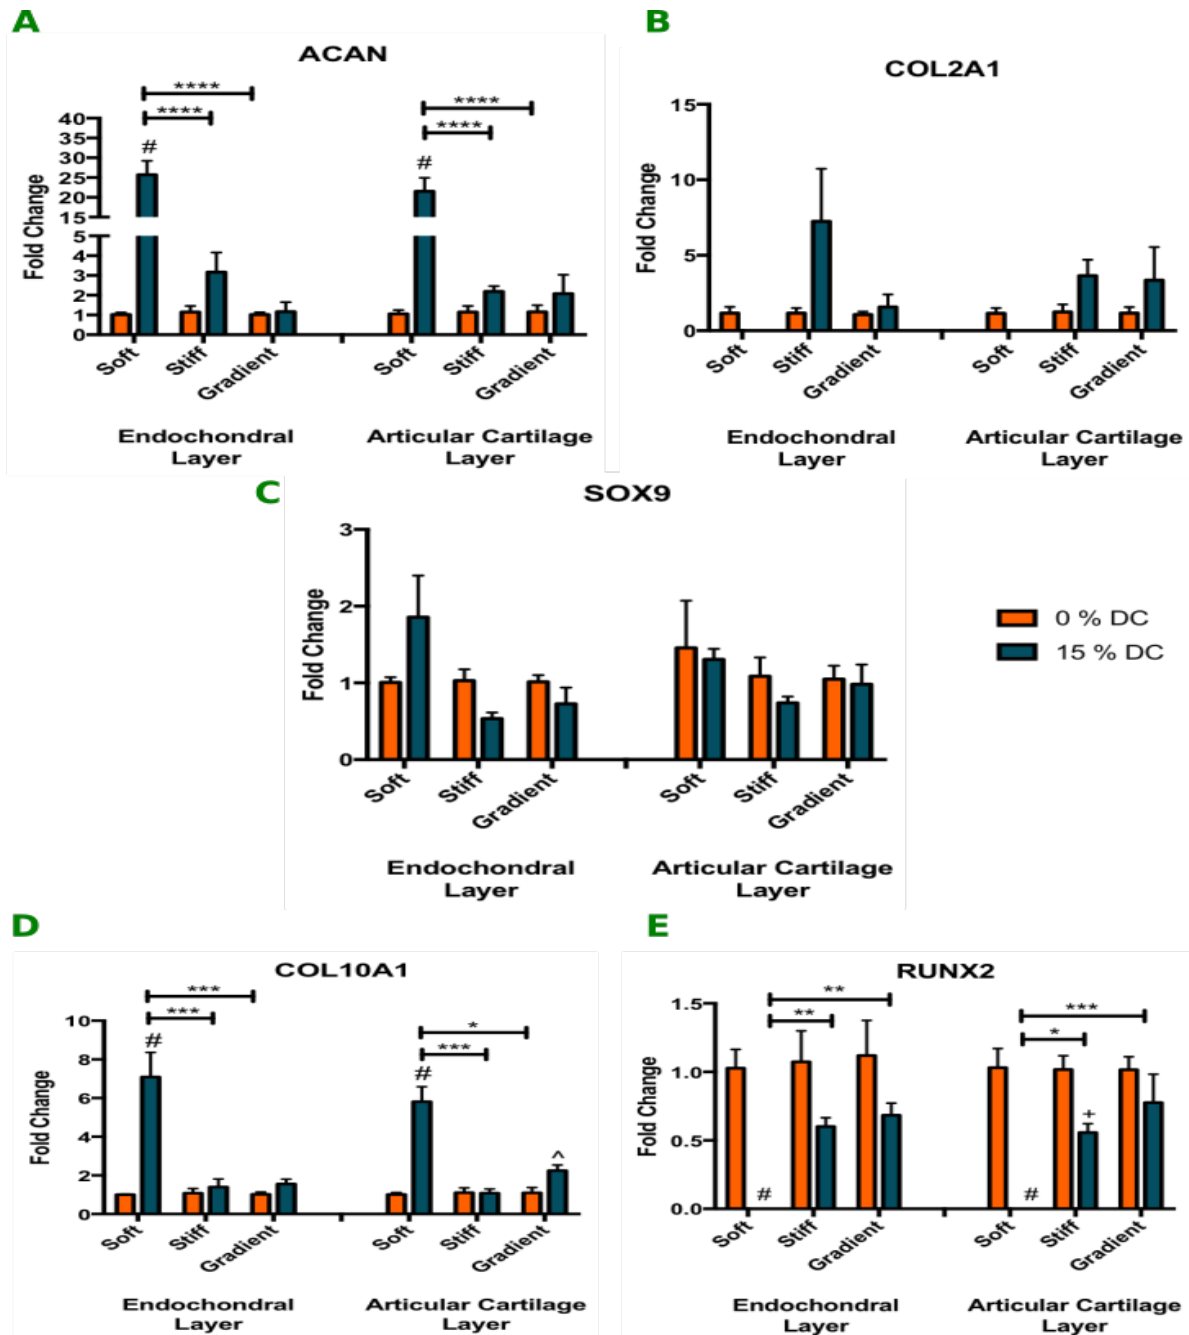 A
ACAN
****
****
****
****
#
#
Fold Change
40
35
30
25
20
15
5
4
3
2
1
0
Soft
Stiff
Gradient
Soft
Stiff
Gradient
Endochondral
Layer
Articular Cartilage
Layer
B
COL2A1
Fold Change
15
10
5
0
Soft
Stiff
Gradient
Soft
Stiff
Gradient
Endochondral
Layer
Articular Cartilage
Layer
C
SOX9
Fold Change
3
2
1
0
Soft
Stiff
Gradient
Soft
Stiff
Gradient
Endochondral
Layer
Articular Cartilage
Layer
0 % DC
15 % DC
D
COL10A1
***
***
*
***
#
#
^
Fold Change
10
8
6
4
2
0
Soft
Stiff
Gradient
Soft
Stiff
Gradient
Endochondral
Layer
Articular Cartilage
Layer
E
RUNX2
**
**
***
*
+
#
#
Fold Change
1.5
1.0
0.5
0.0
Soft
Stiff
Gradient
Soft
Stiff
Gradient
Endochondral
Layer
Articular Cartilage
Layer